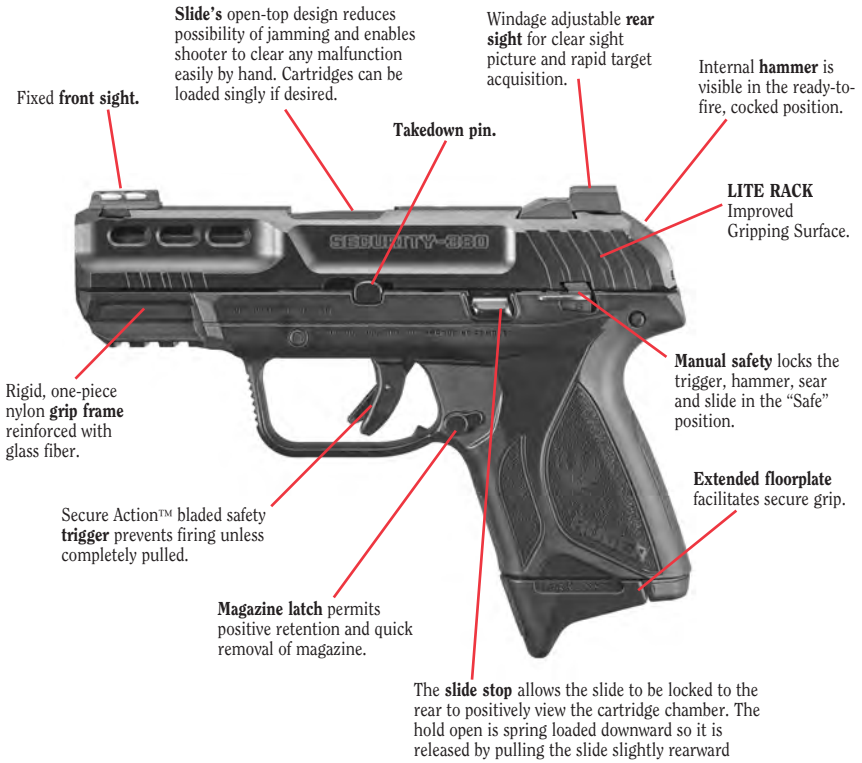 Slide's open-top design reduces
possibility of jamming and enables
shooter to clear any malfunction
easily by hand. Cartridges can be
loaded singly if desired.
Windage adjustable rear
sight for clear sight
picture and rapid target
acquisition.
Internal hammer is
visible in the ready-to-
fire, cocked position.
Fixed front sight.
Takedown pin.
LITE RACK
Improved
Gripping Surface.
SECURITY-380
Manual safety locks the
trigger, hammer, sear
and slide in the “Safe”
position.
Rigid, one-piece
nylon grip frame
reinforced with
glass fiber.
Extended floorplate
facilitates secure grip.
RUGER
Secure Action™ bladed safety
trigger prevents firing unless
completely pulled.
Magazine latch permits
positive retention and quick
removal of magazine.
The slide stop allows the slide to be locked to the
rear to positively view the cartridge chamber. The
hold open is spring loaded downward so it is
released by pulling the slide slightly rearward